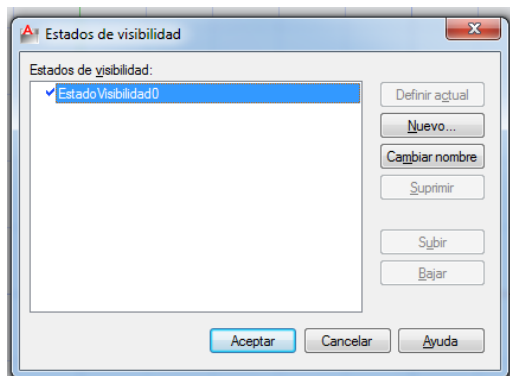 Estados de visibilidad
Estados de visibilidad:
EstadoVisibilidad0
Definir actual
Nuevo...
Cambiar nombre
Suprimir
Subir
Bajar
Aceptar
Cancelar
Ayuda